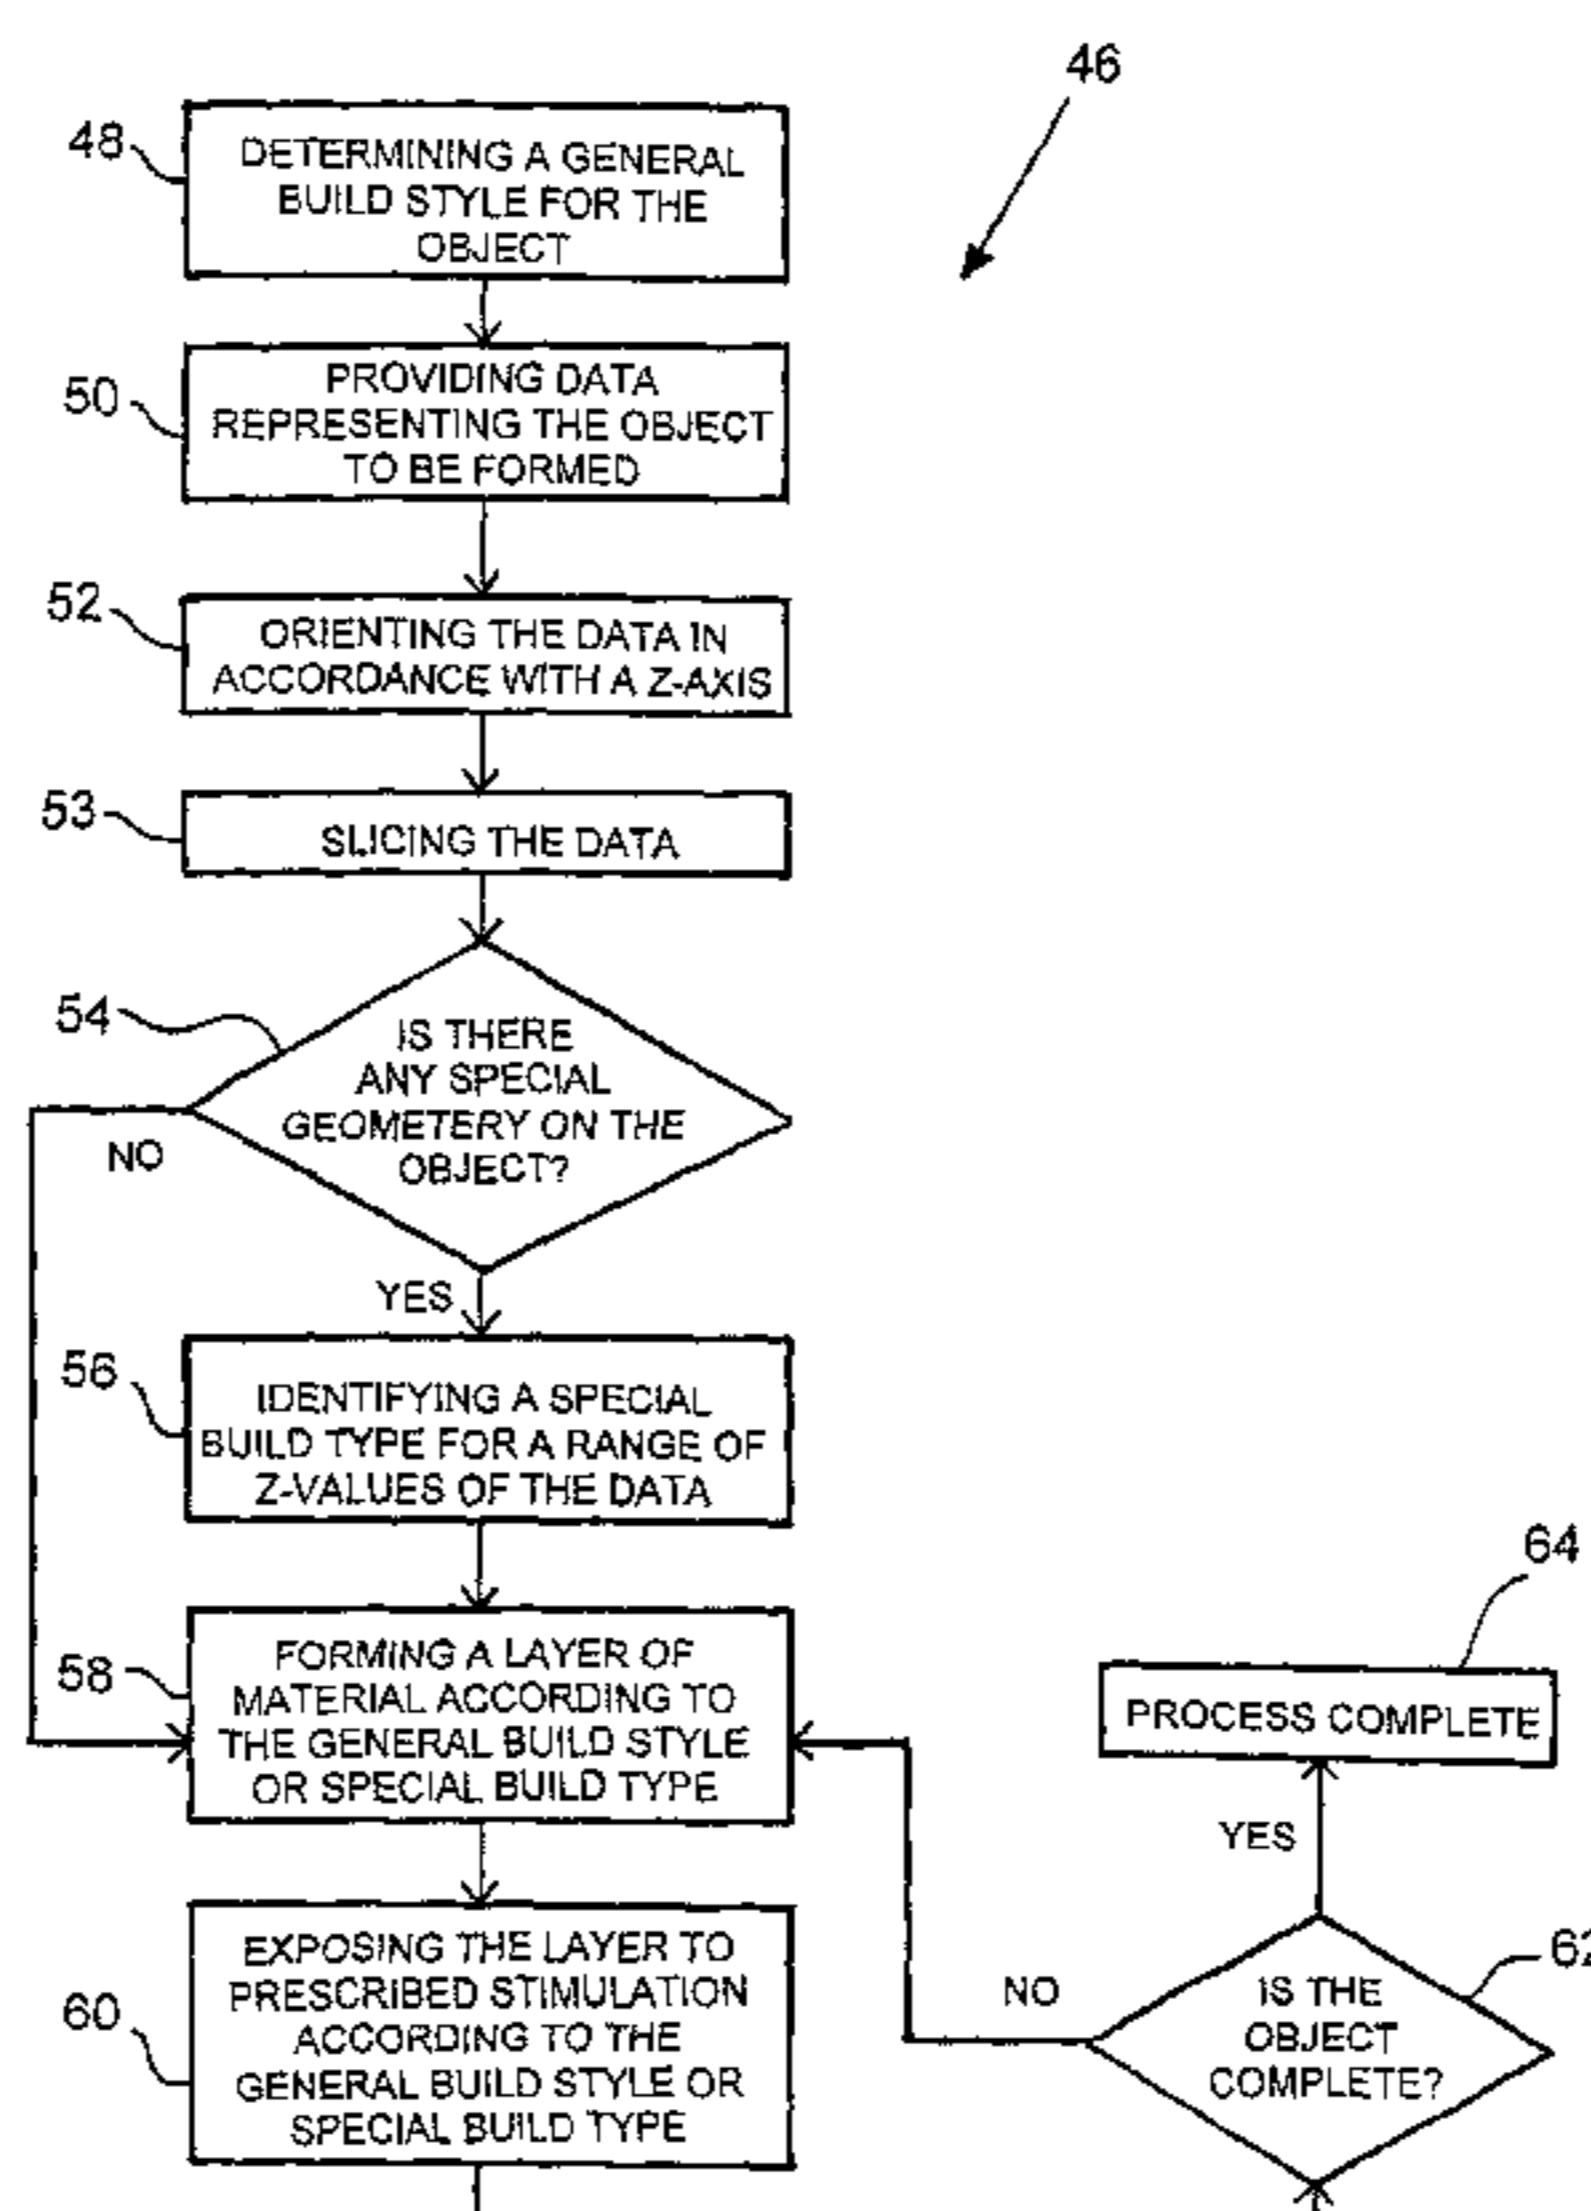 46
48
DETERMINING A GENERAL
BUILD STYLE FOR THE
OBJECT
50
PROVIDING DATA
REPRESENTING THE OBJECT
TO BE FORMED
52
ORIENTING THE DATA IN
ACCORDANCE WITH A Z-AXIS
53
SLICING THE DATA
54
IS THERE
ANY SPECIAL
GEOMETERY ON THE
OBJECT?
NO
YES
56
IDENTIFYING A SPECIAL
BUILD TYPE FOR A RANGE OF
Z-VALUES OF THE DATA
58
FORMING A LAYER OF
MATERIAL ACCORDING TO
THE GENERAL BUILD STYLE
OR SPECIAL BUILD TYPE
60
EXPOSING THE LAYER TO
PRESCRIBED STIMULATION
ACCORDING TO THE
GENERAL BUILD STYLE OR
SPECIAL BUILD TYPE
64
PROCESS COMPLETE
YES
62
NO
IS THE
OBJECT
COMPLETE?